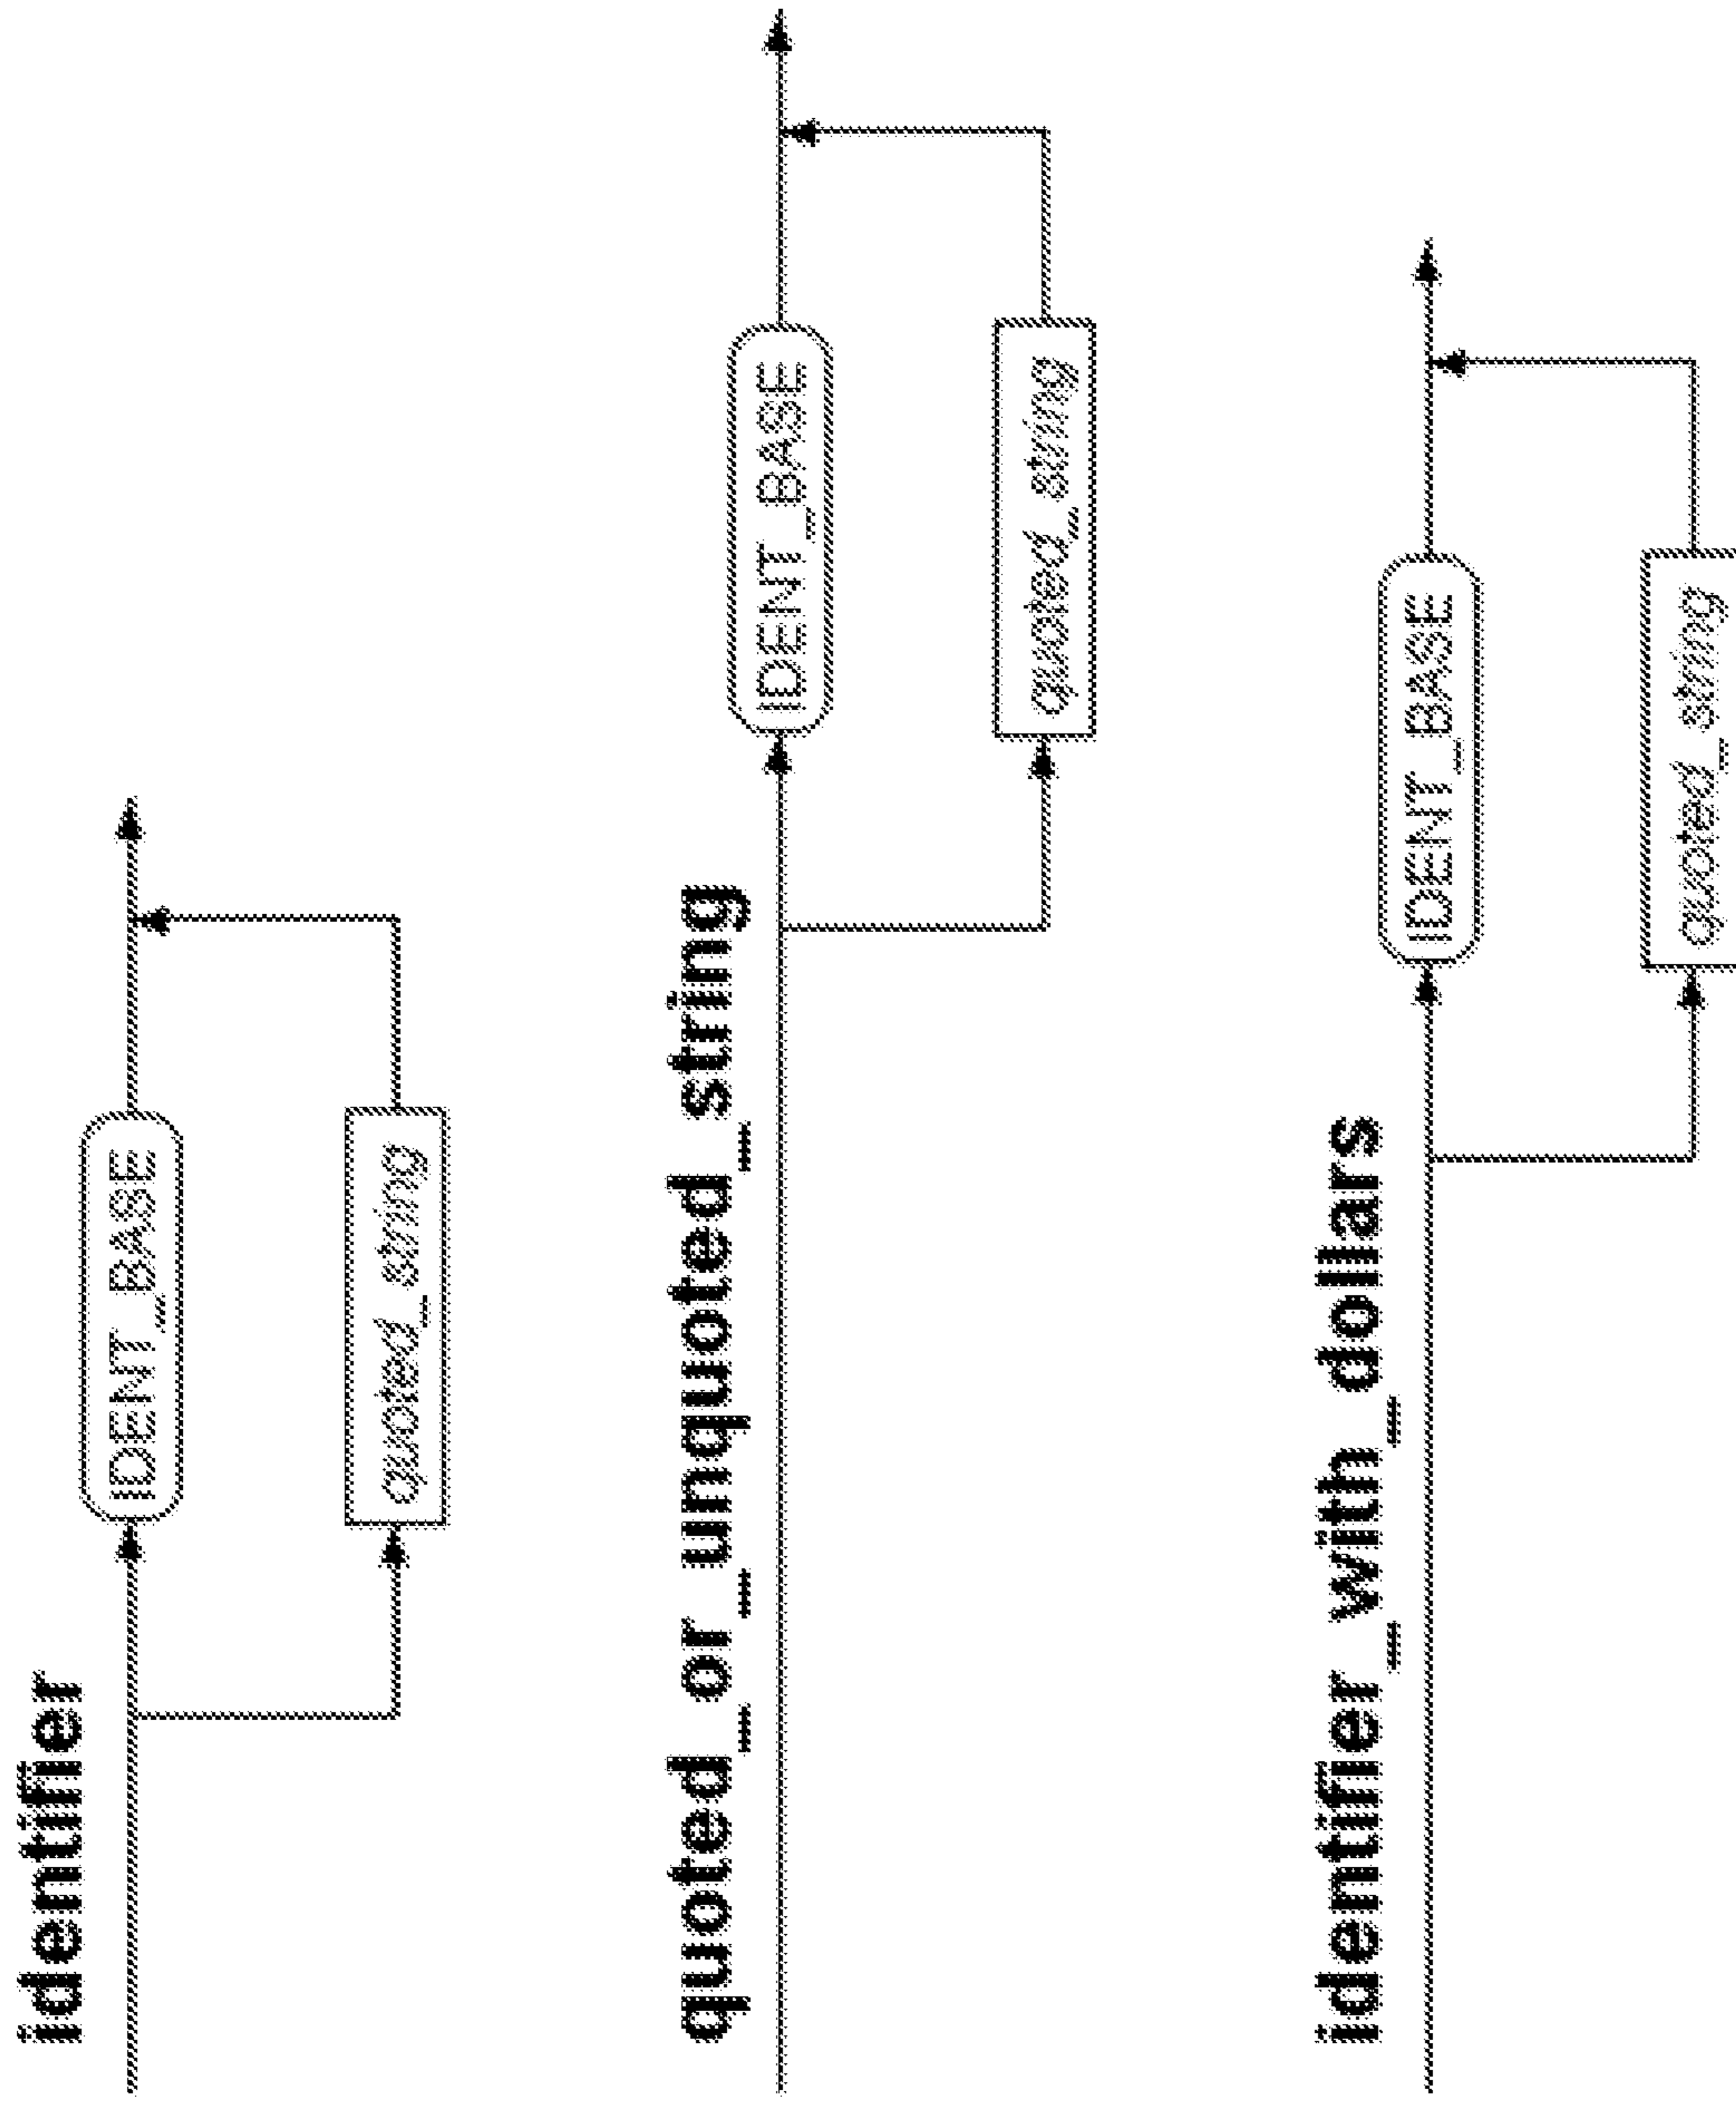 identifier
IDENT_BASE
quoted_string
quoted_or_unquoted_string
IDENT_BASE
quoted_string
identifier_with_dollars
IDENT_BASE
quoted_string